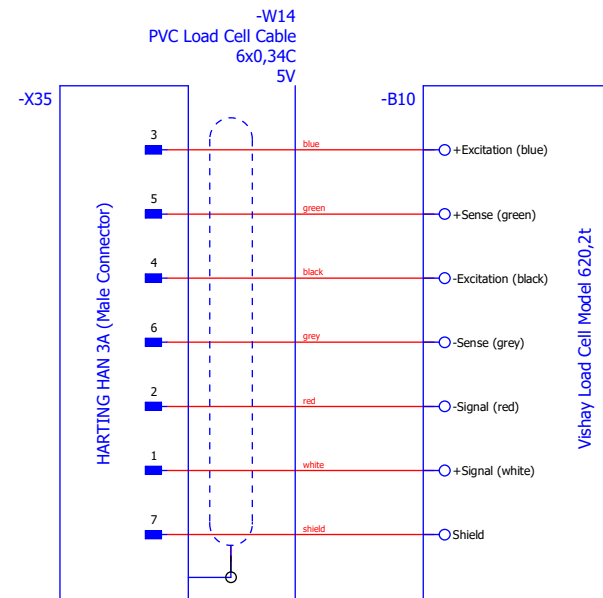 -W14
PVC Load Cell Cable
6x0,34C
5V
-X35
-B10
HARTING HAN 3A (Male Connector)
3
blue
+Excitation (blue)
5
green
+Sense (green)
4
black
-Excitation (black)
6
grey
-Sense (grey)
2
red
-Signal (red)
1
white
+Signal (white)
7
shield
Shield
Vishay Load Cell Model 620,2t